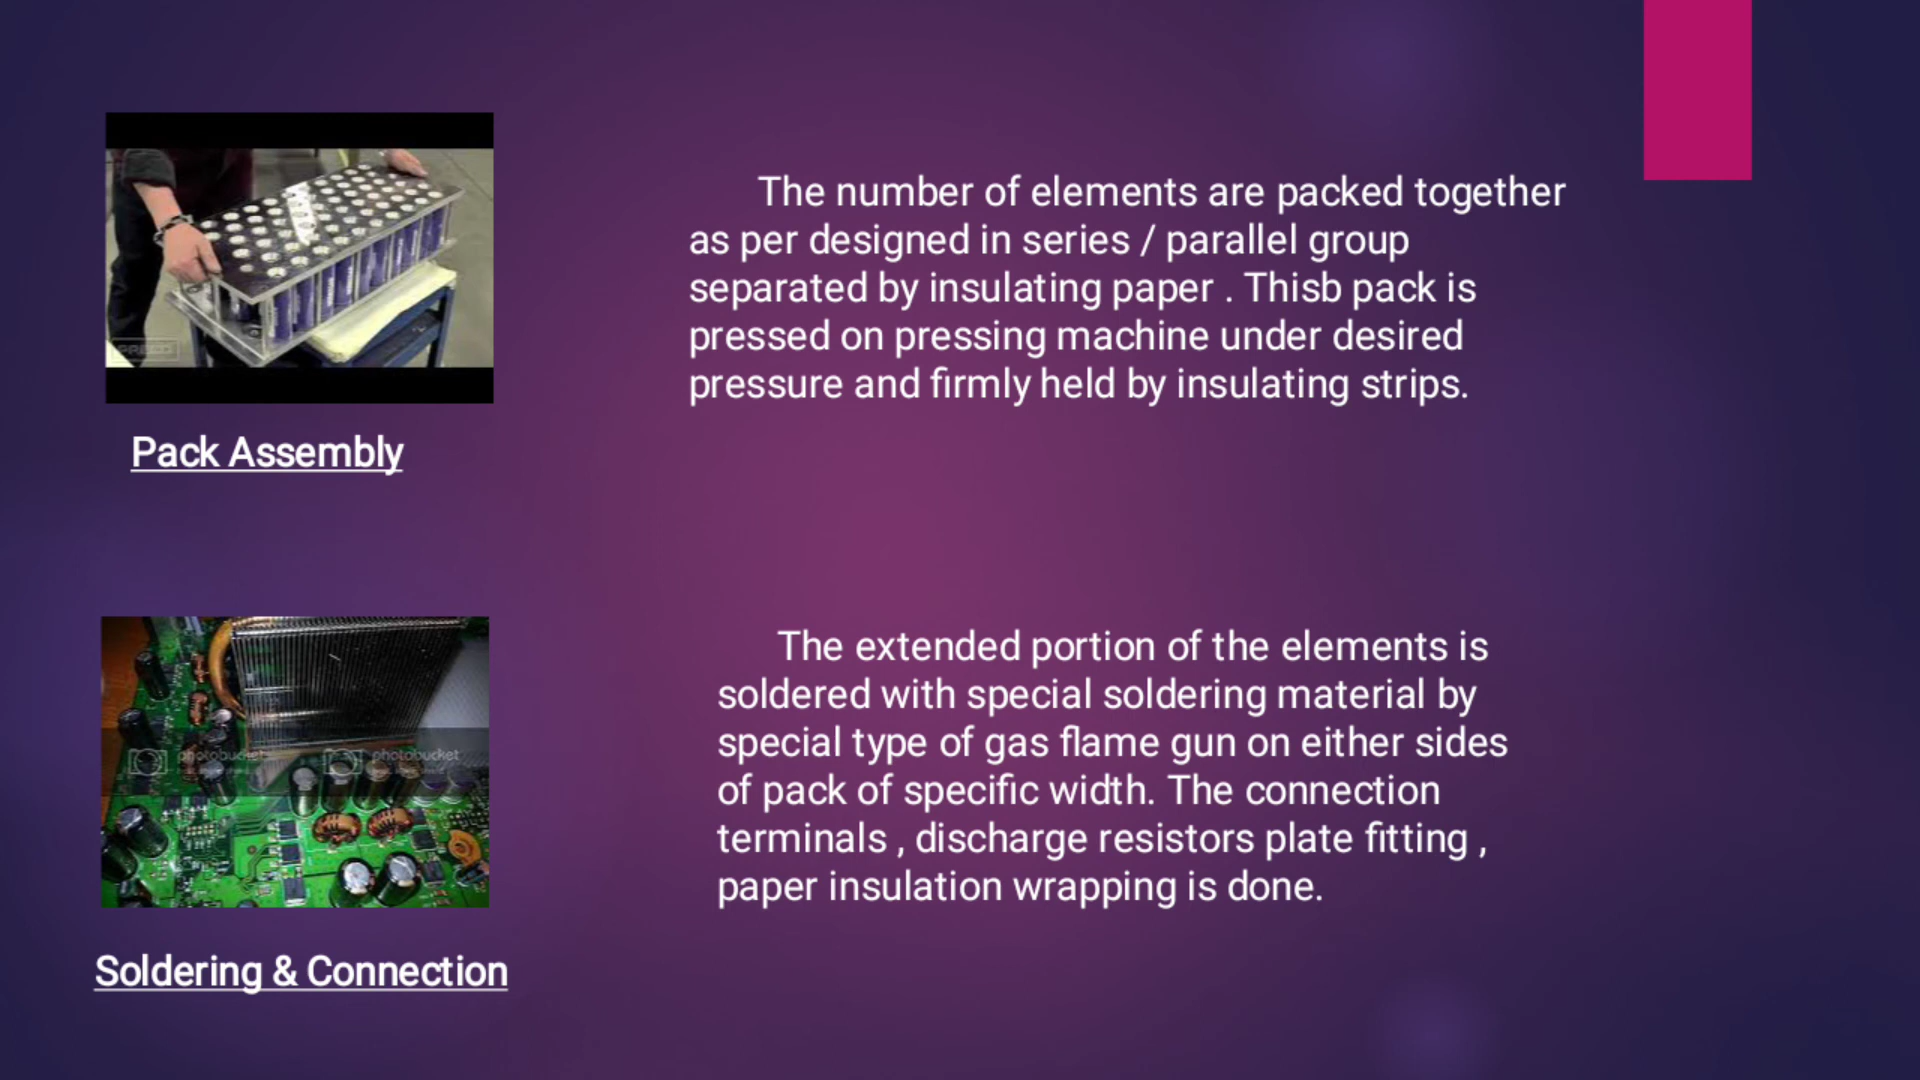 The number of elements are packed together
as per designed in series / parallel group
separated by insulating paper . Thisb pack is
pressed on pressing machine under desired
pressure and firmly held by insulating strips.
Pack Assembly
The extended portion of the elements is
soldered with special soldering material by
special type of gas flame gun on either sides
of pack of specific width. The connection
terminals , discharge resistors plate fitting ,
paper insulation wrapping is done.
photobucket photobucket
Soldering & Connection